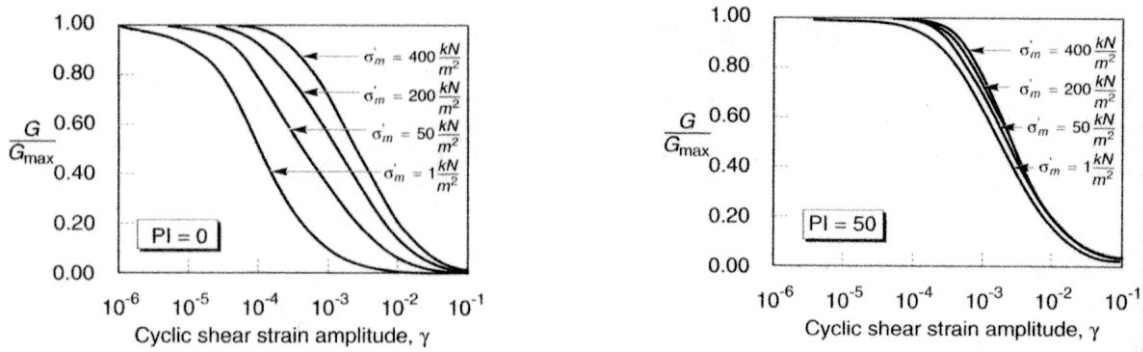 1.00
0.80
0.60
0.40
0.20
0.00
G/Gmax
σ'm = 400 kN/m²
σ'm = 200 kN/m²
σ'm = 50 kN/m²
σ'm = 1 kN/m²
PI = 0
10⁻⁶ 10⁻⁵ 10⁻⁴ 10⁻³ 10⁻² 10⁻¹
Cyclic shear strain amplitude, γ
1.00
0.80
0.60
0.40
0.20
0.00
G/Gmax
σ'm = 400 kN/m²
σ'm = 200 kN/m²
σ'm = 50 kN/m²
σ'm = 1 kN/m²
PI = 50
10⁻⁶ 10⁻⁵ 10⁻⁴ 10⁻³ 10⁻² 10⁻¹
Cyclic shear strain amplitude, γ